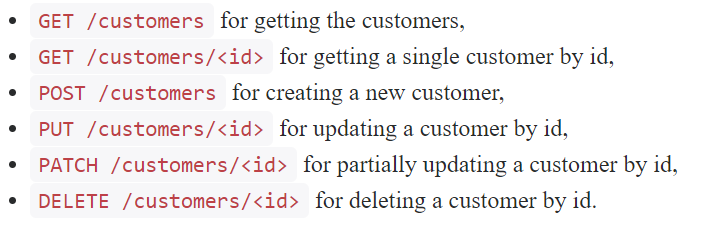 • GET /customers for getting the customers,
• GET /customers/<id> for getting a single customer by id,
• POST /customers for creating a new customer,
• PUT /customers/<id> for updating a customer by id,
• PATCH /customers/<id> for partially updating a customer by id,
• DELETE /customers/<id> for deleting a customer by id.